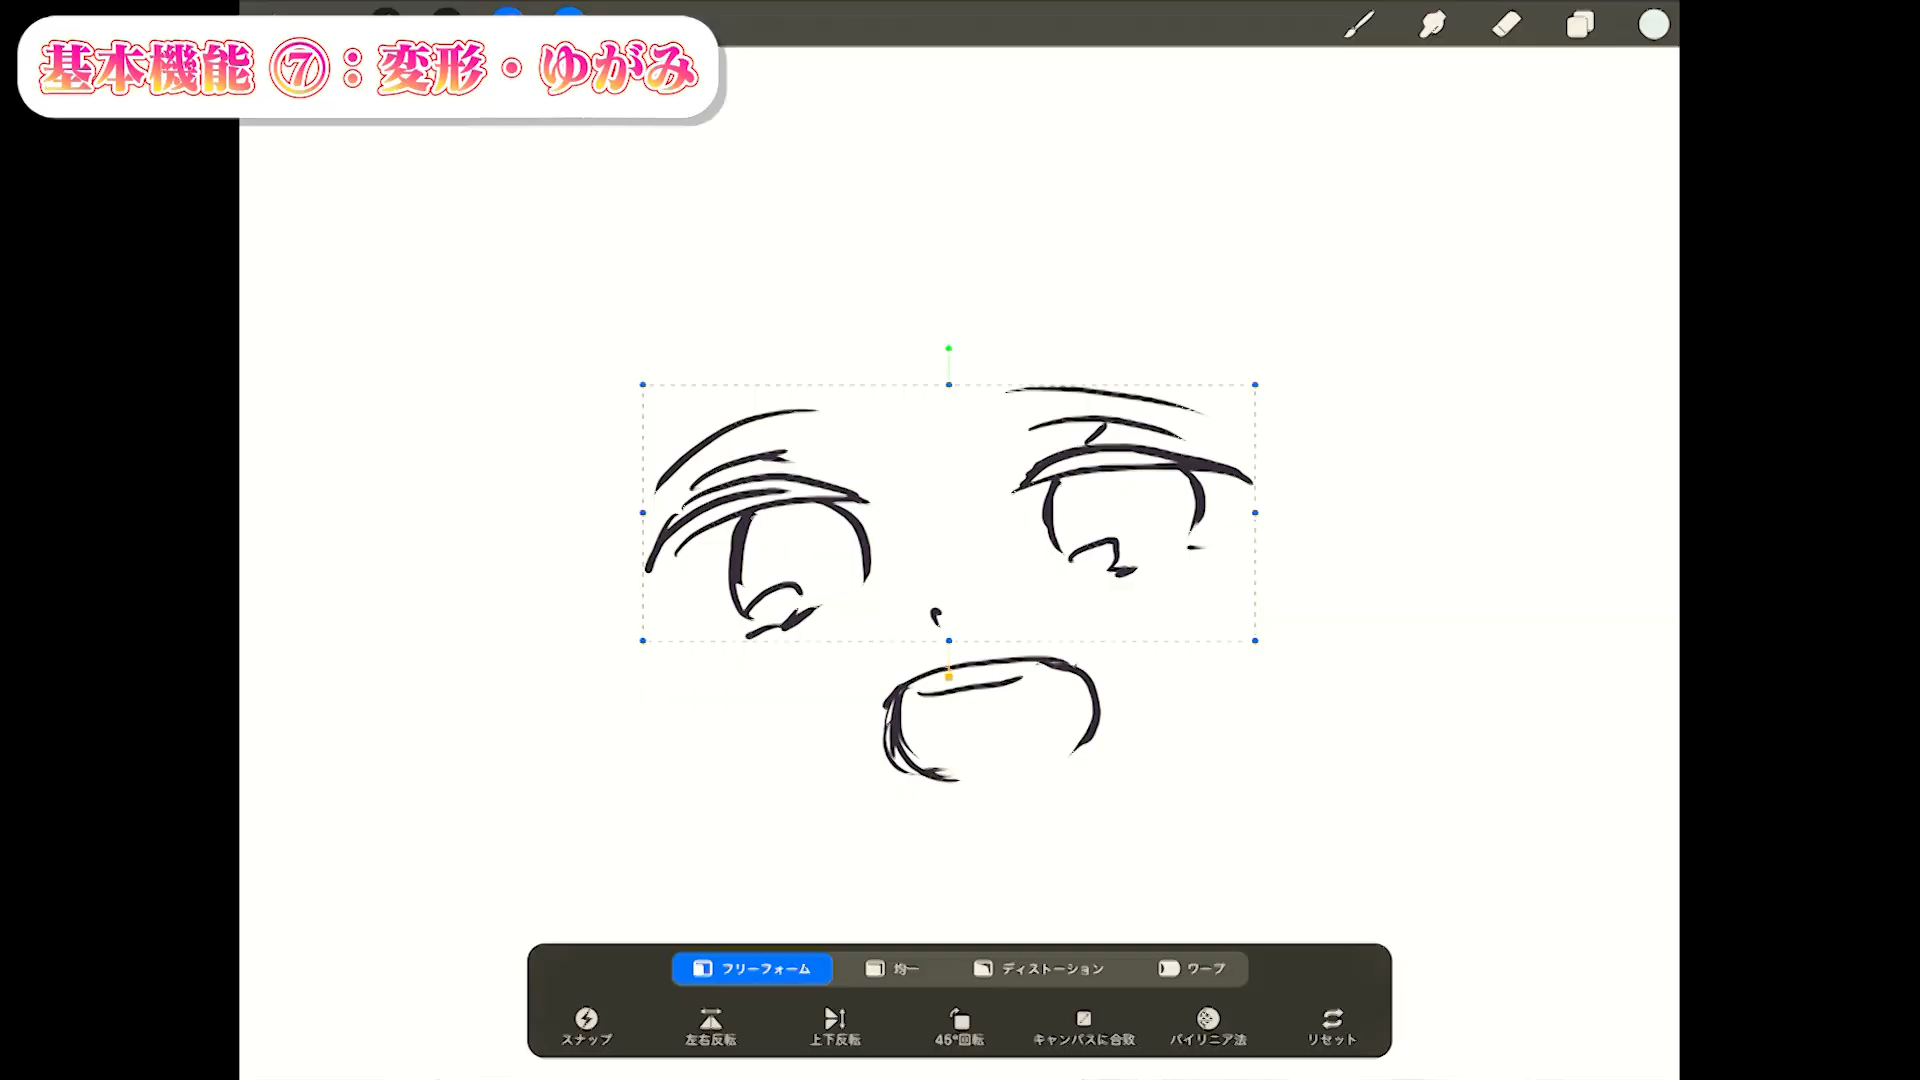 基本機能 ⑦：変形・ゆがみ
フリーフォーム 均一 ディストーション ワープ
スナップ 左右反転 上下反転 45°回転 キャンバスに合致 バイリニア法 リセット